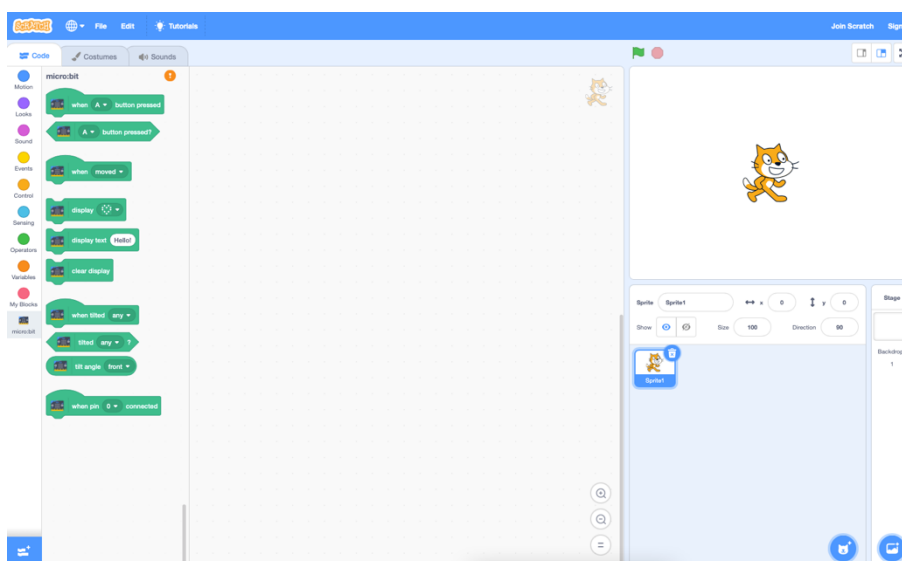 SCRATCH File Edit Tutorials Join Scratch Sign
Code Costumes Sounds
Motion
Looks
Sound
Events
Control
Sensing
Operators
Variables
My Blocks
micro:bit
micro:bit !
when A button pressed
A button pressed?
when moved
display
display text Hello!
clear display
when tilted any
tilted any ?
tilt angle front
when pin 0 connected
Sprite Sprite1 x 0 y 0
Show Size 100 Direction 90
Sprite1
Stage
Backdrop
1